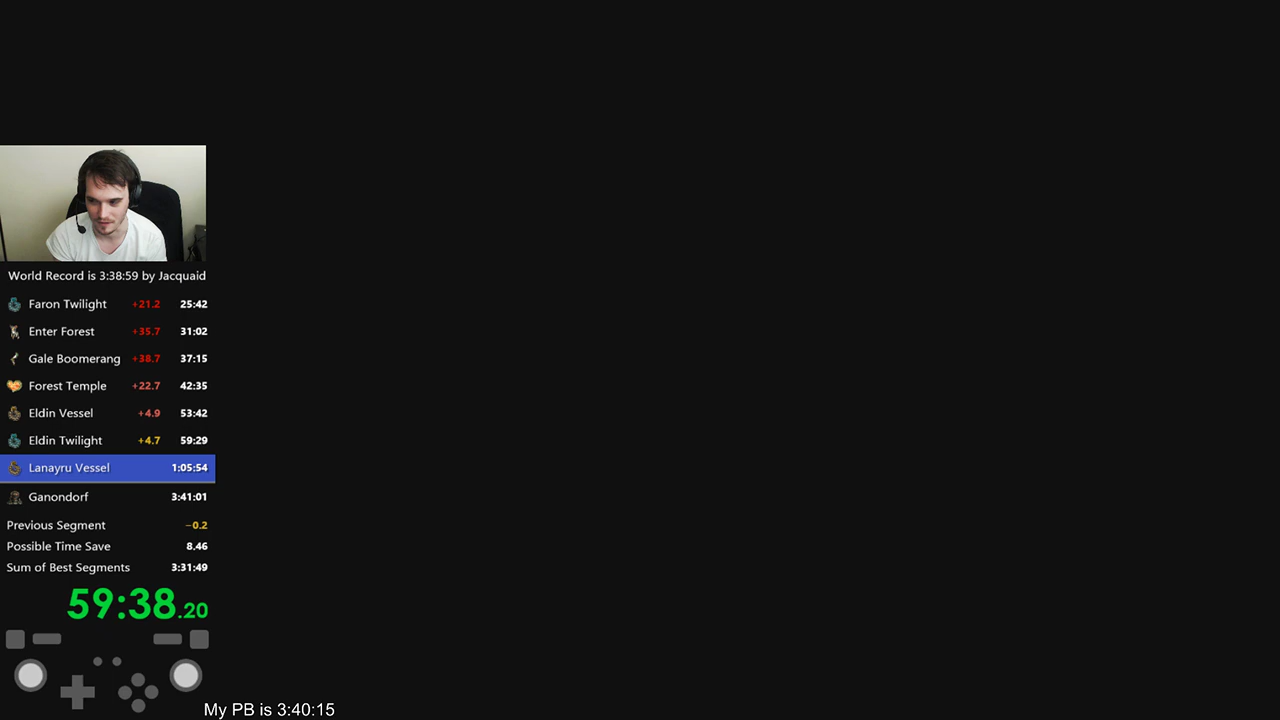 World Record is 3:38:59 by Jacquaid
Faron Twilight +21.2 25:42
Enter Forest +35.7 31:02
Gale Boomerang +38.7 37:15
Forest Temple +22.7 42:35
Eldin Vessel +4.9 53:42
Eldin Twilight +4.7 59:29
Lanayru Vessel 1:05:54
Ganondorf 3:41:01
Previous Segment −0.2
Possible Time Save 8.46
Sum of Best Segments 3:31:49
59:38.20
My PB is 3:40:15